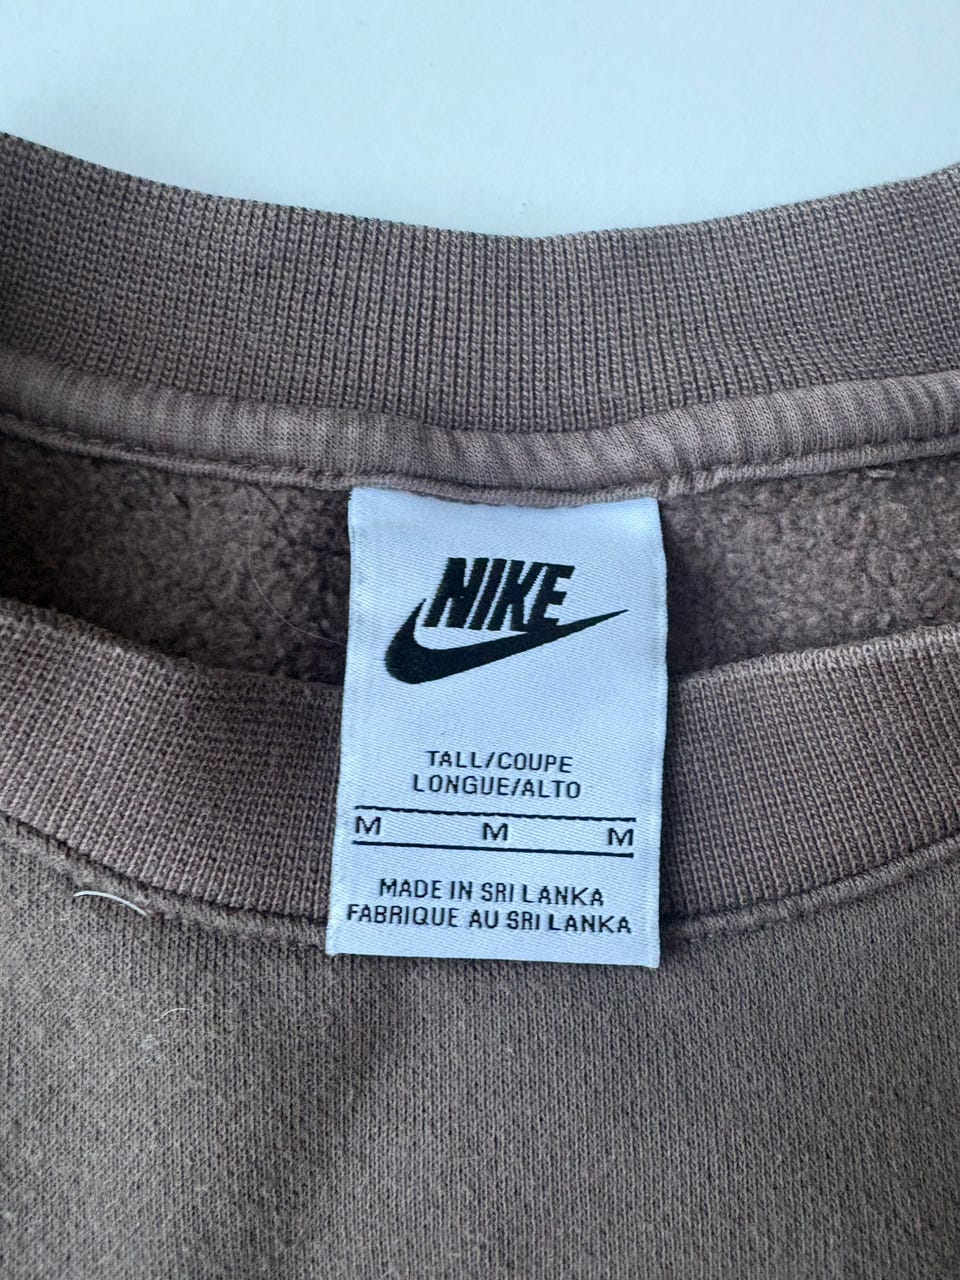 NIKE
TALL/COUPE
LONGUE/ALTO
M M M
MADE IN SRI LANKA
FABRIQUE AU SRI LANKA